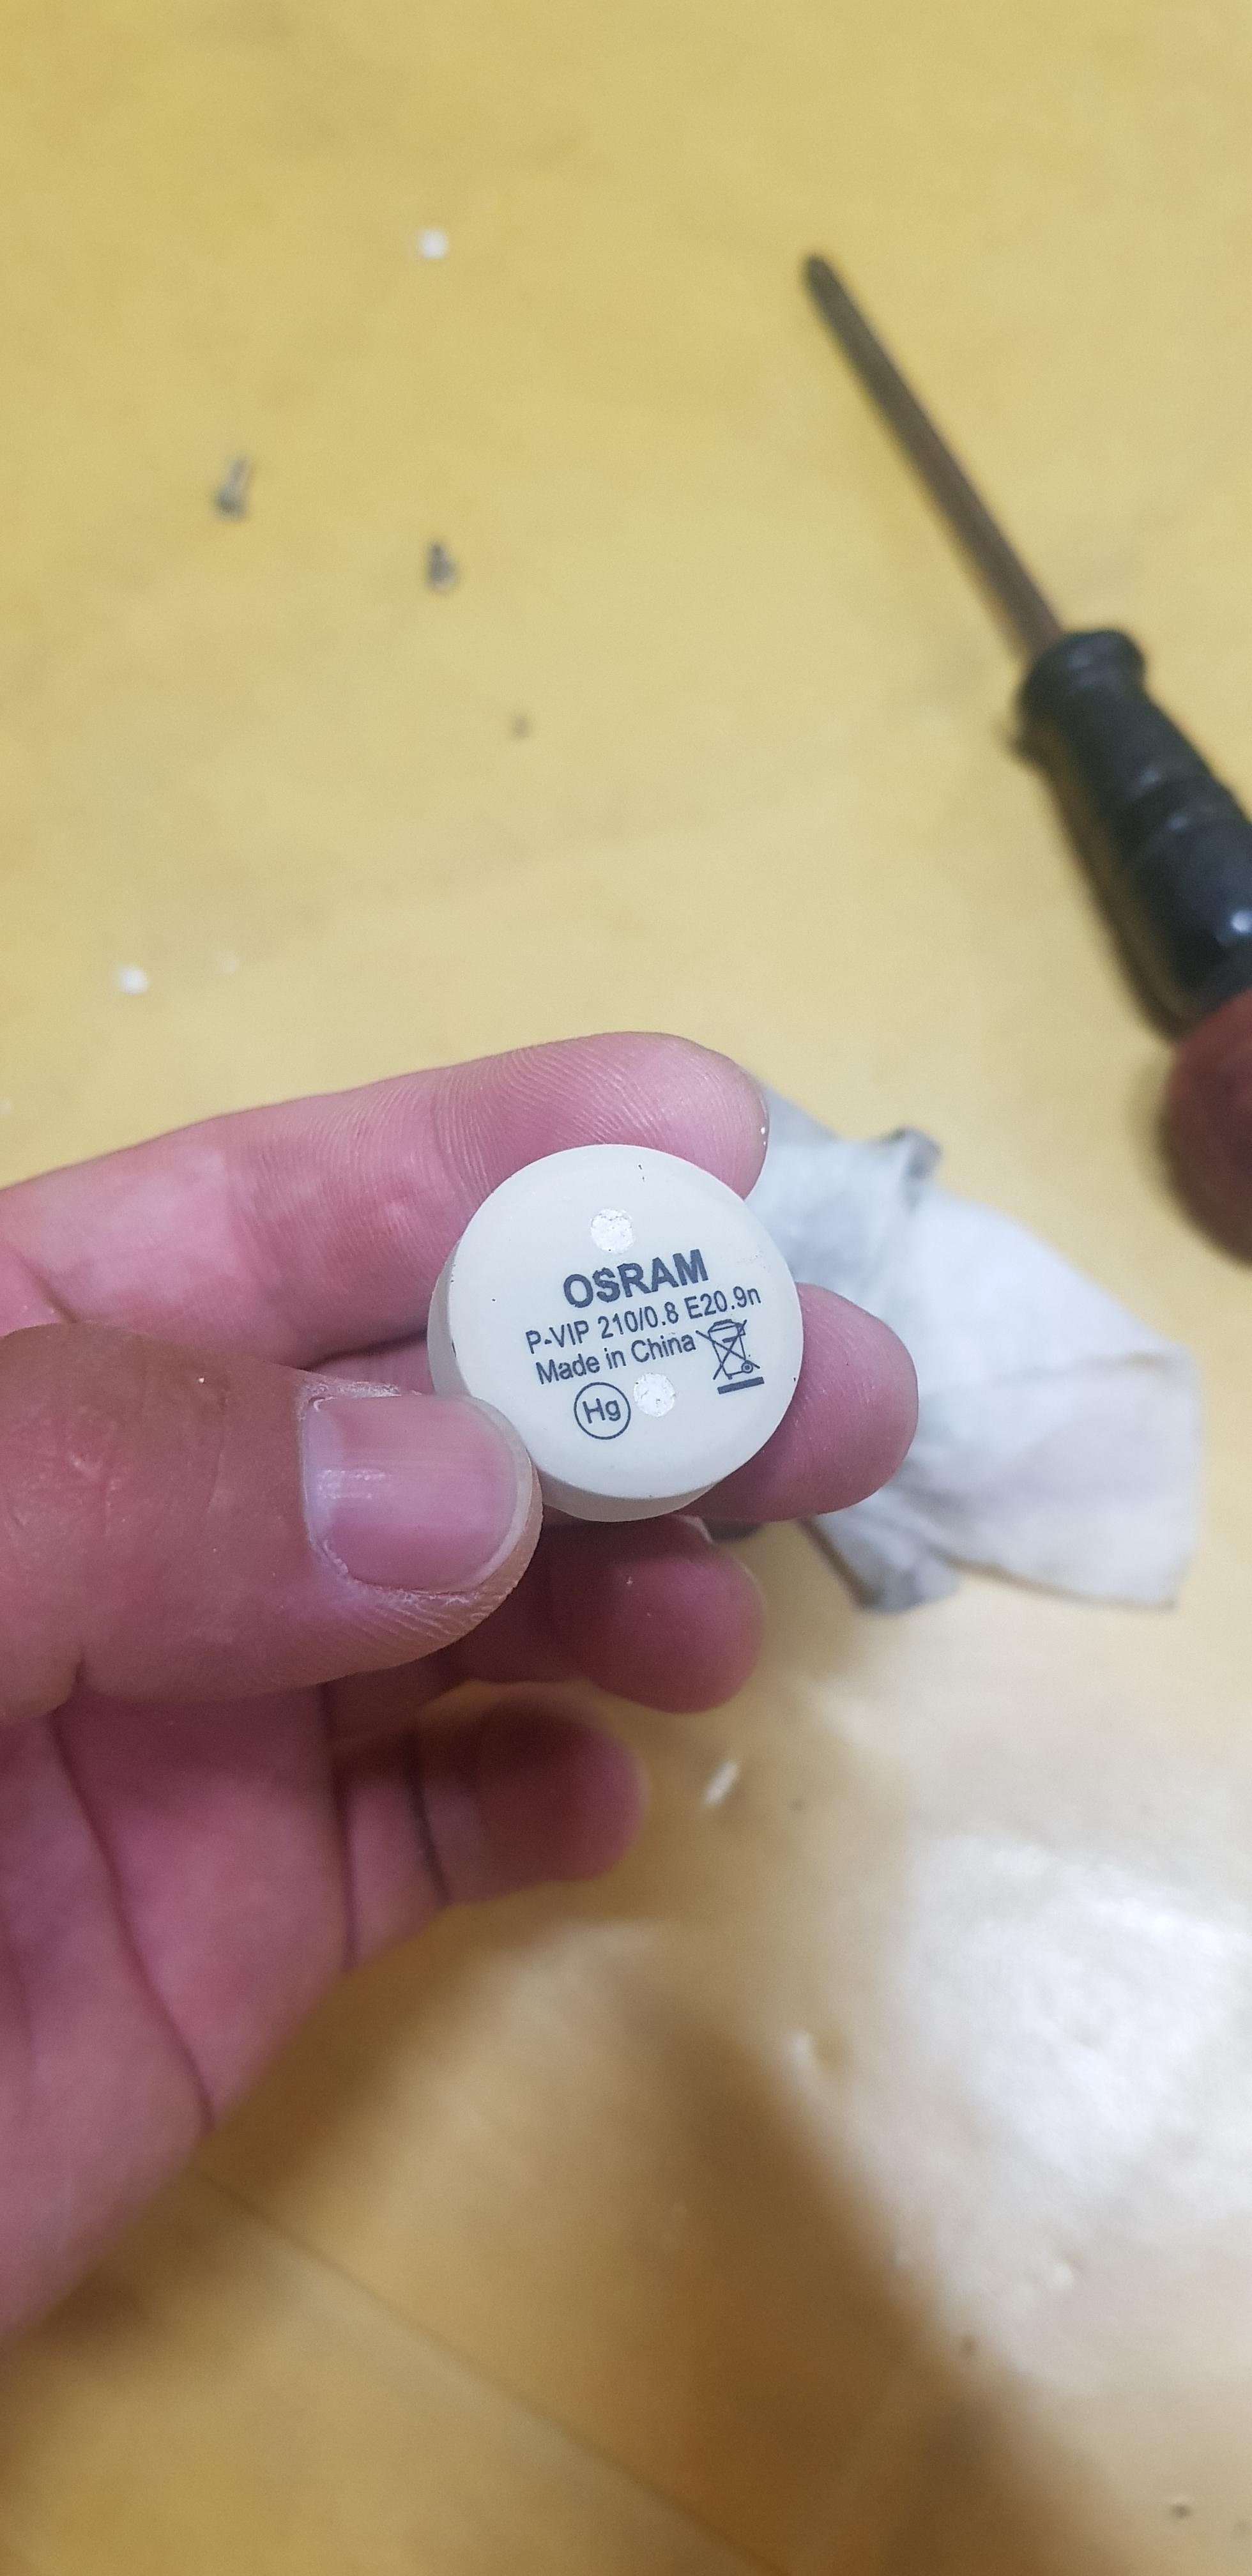 OSRAM
P-VIP 210/0.8 E20.9n
Made in China
Hg